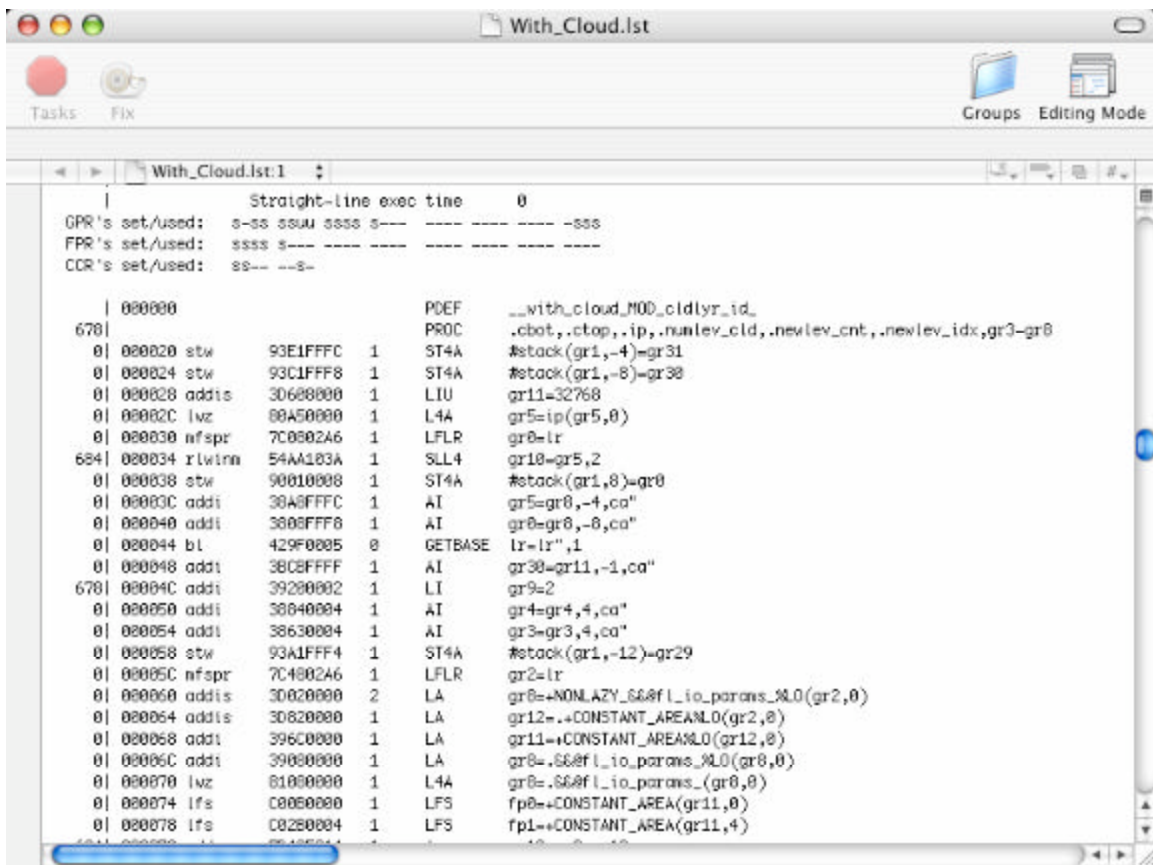 With_Cloud.lst
Tasks Fix Groups Editing Mode
With_Cloud.lst:1
| Straight-line exec time 0
GPR's set/used: s-ss ssuu ssss s--- ---- ---- ---- -sss
FPR's set/used: ssss s--- ---- ---- ---- ---- ---- ----
CCR's set/used: ss-- --s-
| 000000 PDEF __with_cloud_MOD_cldlyr_id_
678| PROC .cbot,.ctop,.ip,.numlev_cld,.newlev_cnt,.newlev_idx,gr3-gr8
0| 000020 stw 93E1FFFC 1 ST4A #stack(gr1,-4)=gr31
0| 000024 stw 93C1FFF8 1 ST4A #stack(gr1,-8)=gr30
0| 000028 addis 3D608000 1 LIU gr11=32768
0| 00002C lwz 80A50000 1 L4A gr5=ip(gr5,0)
0| 000030 mfspr 7C0802A6 1 LFLR gr0=lr
684| 000034 rlwinm 54AA103A 1 SLL4 gr10=gr5,2
0| 000038 stw 90010008 1 ST4A #stack(gr1,8)=gr0
0| 00003C addi 38A8FFFC 1 AI gr5=gr8,-4,ca"
0| 000040 addi 3808FFF8 1 AI gr0=gr8,-8,ca"
0| 000044 bl 429F0005 0 GETBASE lr=lr",1
0| 000048 addi 3BCBFFFF 1 AI gr30=gr11,-1,ca"
678| 00004C addi 39200002 1 LI gr9=2
0| 000050 addi 38840004 1 AI gr4=gr4,4,ca"
0| 000054 addi 38630004 1 AI gr3=gr3,4,ca"
0| 000058 stw 93A1FFF4 1 ST4A #stack(gr1,-12)=gr29
0| 00005C mfspr 7C4802A6 1 LFLR gr2=lr
0| 000060 addis 3D020000 2 LA gr8=+NONLAZY_&&@fl_io_params_%LO(gr2,0)
0| 000064 addis 3D820000 1 LA gr12=.+CONSTANT_AREA%LO(gr2,0)
0| 000068 addi 396C0000 1 LA gr11=+CONSTANT_AREA%LO(gr12,0)
0| 00006C addi 39080000 1 LA gr8=.&&@fl_io_params_%LO(gr8,0)
0| 000070 lwz 81080000 1 L4A gr8=.&&@fl_io_params_(gr8,0)
0| 000074 lfs C00B0000 1 LFS fp0=+CONSTANT_AREA(gr11,0)
0| 000078 lfs C02B0004 1 LFS fp1=+CONSTANT_AREA(gr11,4)